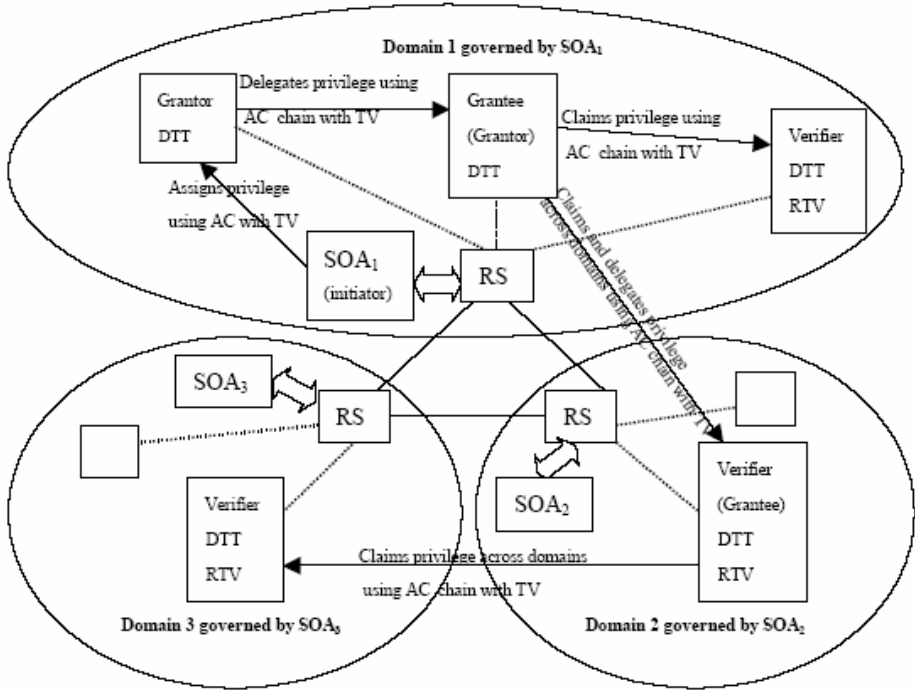 Domain 1 governed by SOA₁
Grantor
DTT
Delegates privilege using
AC chain with TV
Grantee
(Grantor)
DTT
Claims privilege using
AC chain with TV
Verifier
DTT
RTV
Assigns privilege
using AC with TV
SOA₁
(initiator)
RS
Claims and delegates privilege
across domains using AC chain with TV
SOA₃
RS
RS
SOA₂
Verifier
DTT
RTV
Verifier
(Grantee)
DTT
RTV
Claims privilege across domains
using AC chain with TV
Domain 3 governed by SOA₃
Domain 2 governed by SOA₂